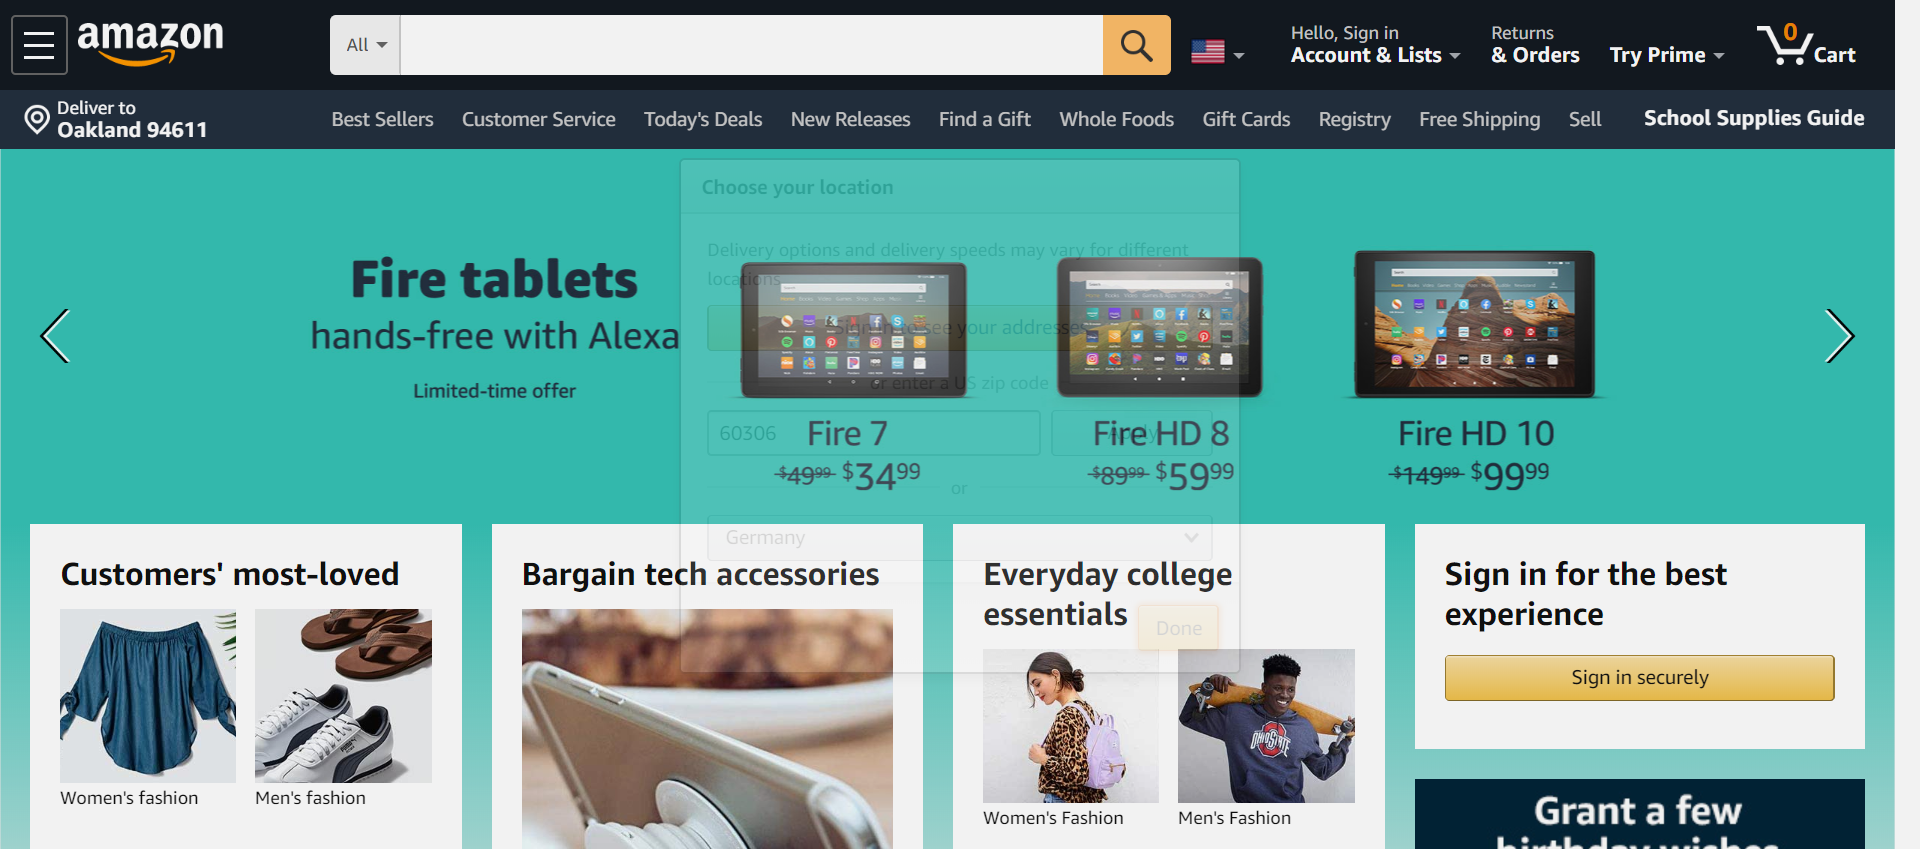 amazon
All
Hello, Sign in
Account & Lists
Returns
& Orders
Try Prime
0
Cart
Deliver to
Oakland 94611
Best Sellers
Customer Service
Today's Deals
New Releases
Find a Gift
Whole Foods
Gift Cards
Registry
Free Shipping
Sell
School Supplies Guide
Choose your location
Delivery options and delivery speeds may vary for different
locations
Sign in to see your addresses
or enter a US zip code
60306
Apply
or
Germany
Done
Fire tablets
hands-free with Alexa
Limited-time offer
Fire 7
$49.99 $34.99
Fire HD 8
$89.99 $59.99
Fire HD 10
$149.99 $99.99
Customers' most-loved
Women's fashion
Men's fashion
Bargain tech accessories
Everyday college
essentials
OHIO STATE
Women's Fashion
Men's Fashion
Sign in for the best
experience
Sign in securely
Grant a few
birthday wishes